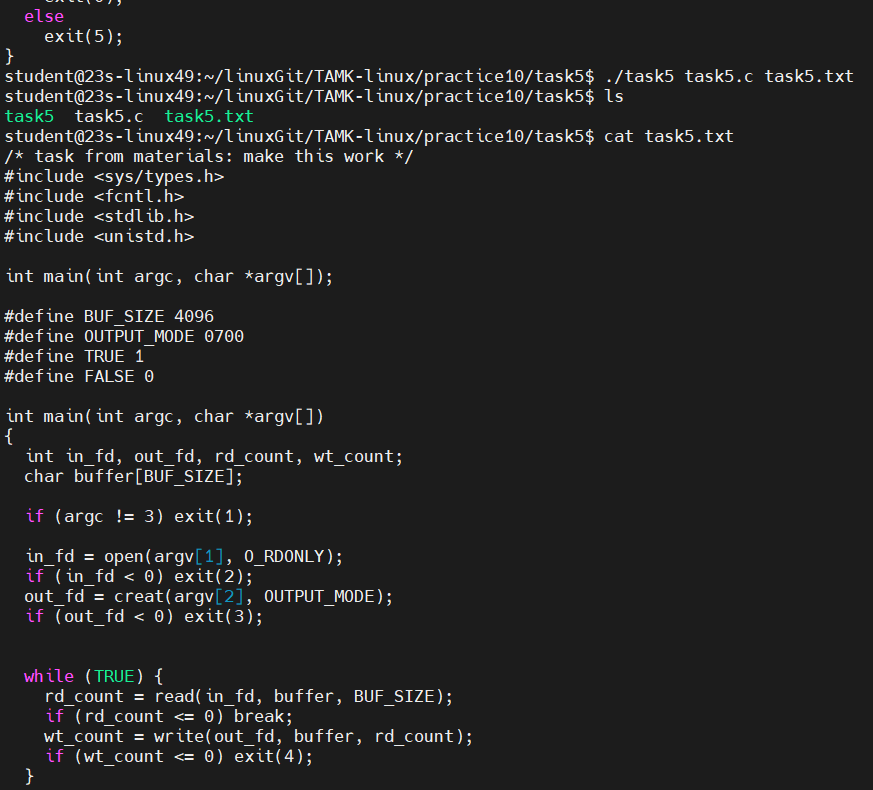 exit(0);
else
exit(5);
}
student@23s-linux49:~/linuxGit/TAMK-linux/practice10/task5$ ./task5 task5.c task5.txt
student@23s-linux49:~/linuxGit/TAMK-linux/practice10/task5$ ls
task5  task5.c  task5.txt
student@23s-linux49:~/linuxGit/TAMK-linux/practice10/task5$ cat task5.txt
/* task from materials: make this work */
#include <sys/types.h>
#include <fcntl.h>
#include <stdlib.h>
#include <unistd.h>

int main(int argc, char *argv[]);

#define BUF_SIZE 4096
#define OUTPUT_MODE 0700
#define TRUE 1
#define FALSE 0

int main(int argc, char *argv[])
{
  int in_fd, out_fd, rd_count, wt_count;
  char buffer[BUF_SIZE];

  if (argc != 3) exit(1);

  in_fd = open(argv[1], O_RDONLY);
  if (in_fd < 0) exit(2);
  out_fd = creat(argv[2], OUTPUT_MODE);
  if (out_fd < 0) exit(3);


  while (TRUE) {
    rd_count = read(in_fd, buffer, BUF_SIZE);
    if (rd_count <= 0) break;
    wt_count = write(out_fd, buffer, rd_count);
    if (wt_count <= 0) exit(4);
  }